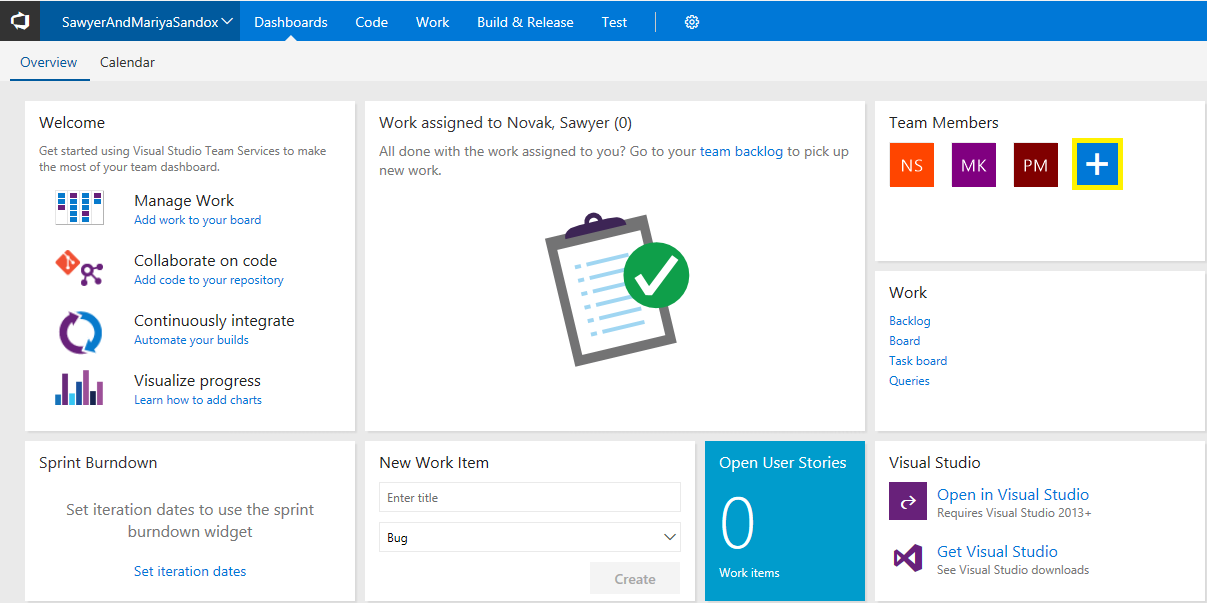 SawyerAndMariyaSandox
Dashboards
Code
Work
Build & Release
Test
Overview
Calendar
Welcome
Get started using Visual Studio Team Services to make
the most of your team dashboard.
Manage Work
Add work to your board
Collaborate on code
Add code to your repository
Continuously integrate
Automate your builds
Visualize progress
Learn how to add charts
Work assigned to Novak, Sawyer (0)
All done with the work assigned to you? Go to your team backlog to pick up
new work.
Team Members
NS
MK
PM
Work
Backlog
Board
Task board
Queries
Sprint Burndown
Set iteration dates to use the sprint
burndown widget
Set iteration dates
New Work Item
Enter title
Bug
Create
Open User Stories
0
Work items
Visual Studio
Open in Visual Studio
Requires Visual Studio 2013+
Get Visual Studio
See Visual Studio downloads